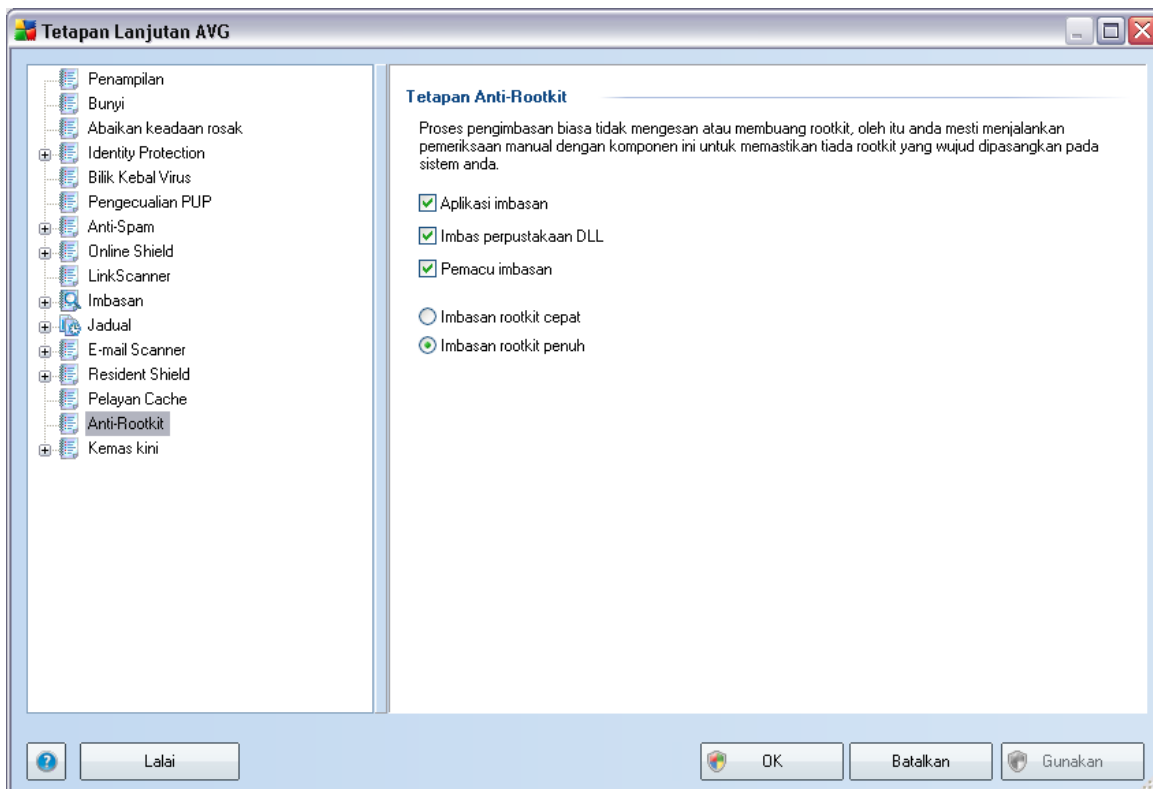 Tetapan Lanjutan AVG
Penampilan
Bunyi
Abaikan keadaan rosak
Identity Protection
Bilik Kebal Virus
Pengecualian PUP
Anti-Spam
Online Shield
LinkScanner
Imbasan
Jadual
E-mail Scanner
Resident Shield
Pelayan Cache
Anti-Rootkit
Kemas kini
Tetapan Anti-Rootkit
Proses pengimbasan biasa tidak mengesan atau membuang rootkit, oleh itu anda mesti menjalankan
pemeriksaan manual dengan komponen ini untuk memastikan tiada rootkit yang wujud dipasangkan pada
sistem anda.
Aplikasi imbasan
Imbas perpustakaan DLL
Pemacu imbasan
Imbasan rootkit cepat
Imbasan rootkit penuh
? Lalai OK Batalkan Gunakan